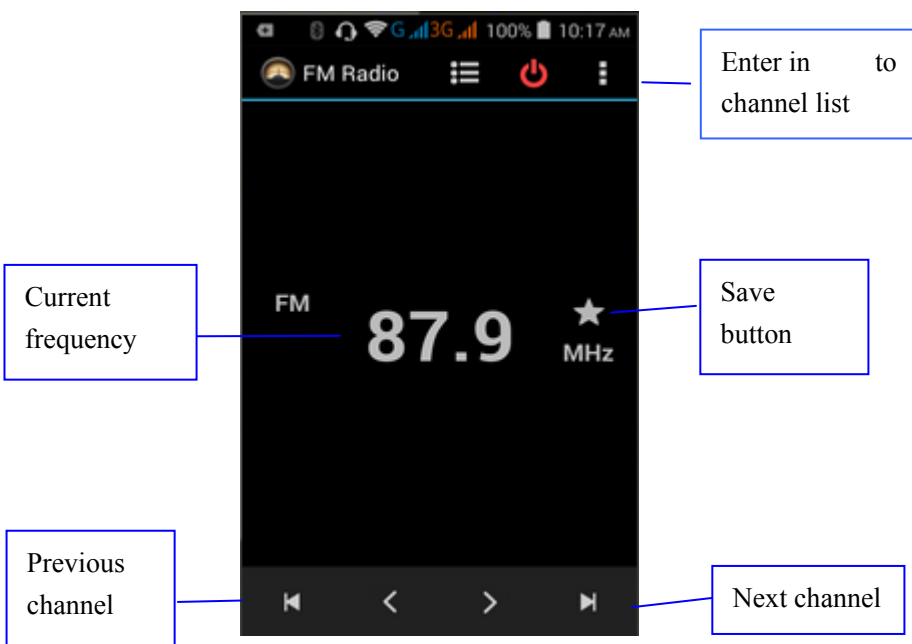 G 3G 100% 10:17 AM
FM Radio
Enter in to
channel list
Current
frequency
FM
87.9
MHz
Save
button
Previous
channel
Next channel